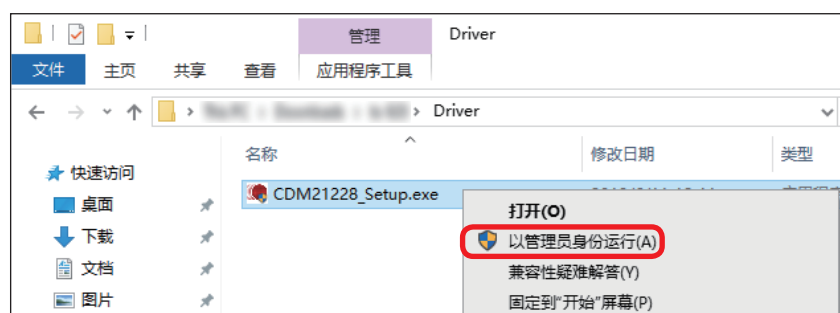 管理 Driver
文件 主页 共享 查看 应用程序工具
Driver
名称 修改日期 类型
快速访问
CDM21228_Setup.exe
桌面
打开(O)
下载
以管理员身份运行(A)
文档
兼容性疑难解答(Y)
图片
固定到"开始"屏幕(P)